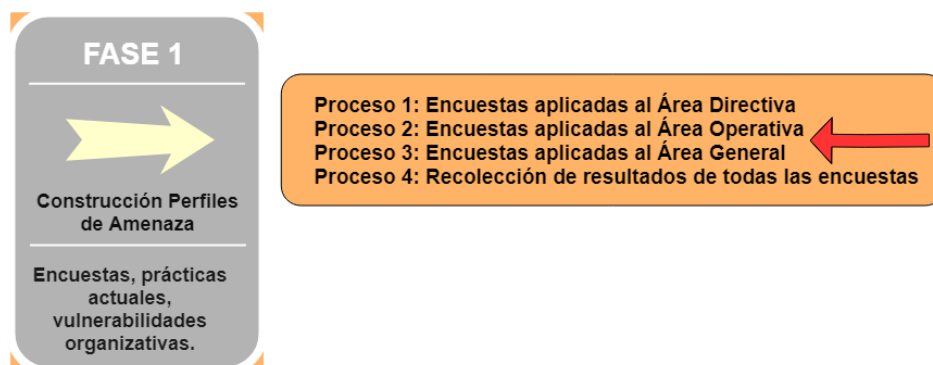 FASE 1
Construcción Perfiles
de Amenaza
Encuestas, prácticas
actuales,
vulnerabilidades
organizativas.
Proceso 1: Encuestas aplicadas al Área Directiva
Proceso 2: Encuestas aplicadas al Área Operativa
Proceso 3: Encuestas aplicadas al Área General
Proceso 4: Recolección de resultados de todas las encuestas